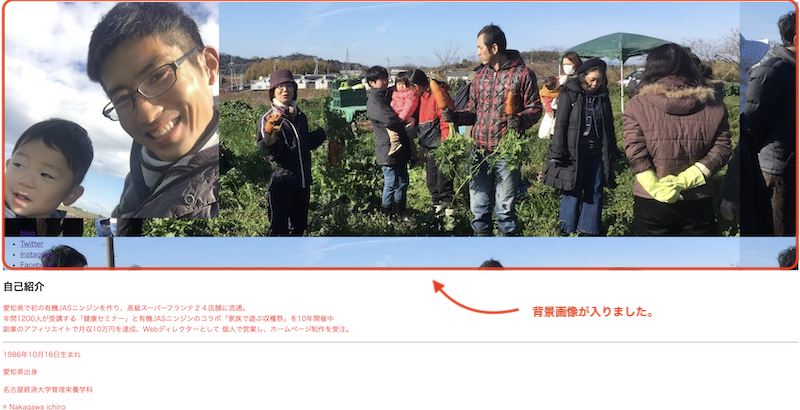 blog
Twitter
Instagram
Facebook
自己紹介
愛知県で初の有機JASニンジンを作り、高級スーパーフランテ２４店舗に流通。
年間1200人が受講する「健康セミナー」と有機JASニンジンのコラボ「家族で遊ぶ収穫祭」を10年開催中
副業のアフィリエイトで月収10万円を達成、Webディレクターとして 個人で営業し、ホームページ制作を受注。
背景画像が入りました。
1986年10月16日生まれ
愛知県出身
名古屋経済大学管理栄養学科
© Nakagawa ichiro